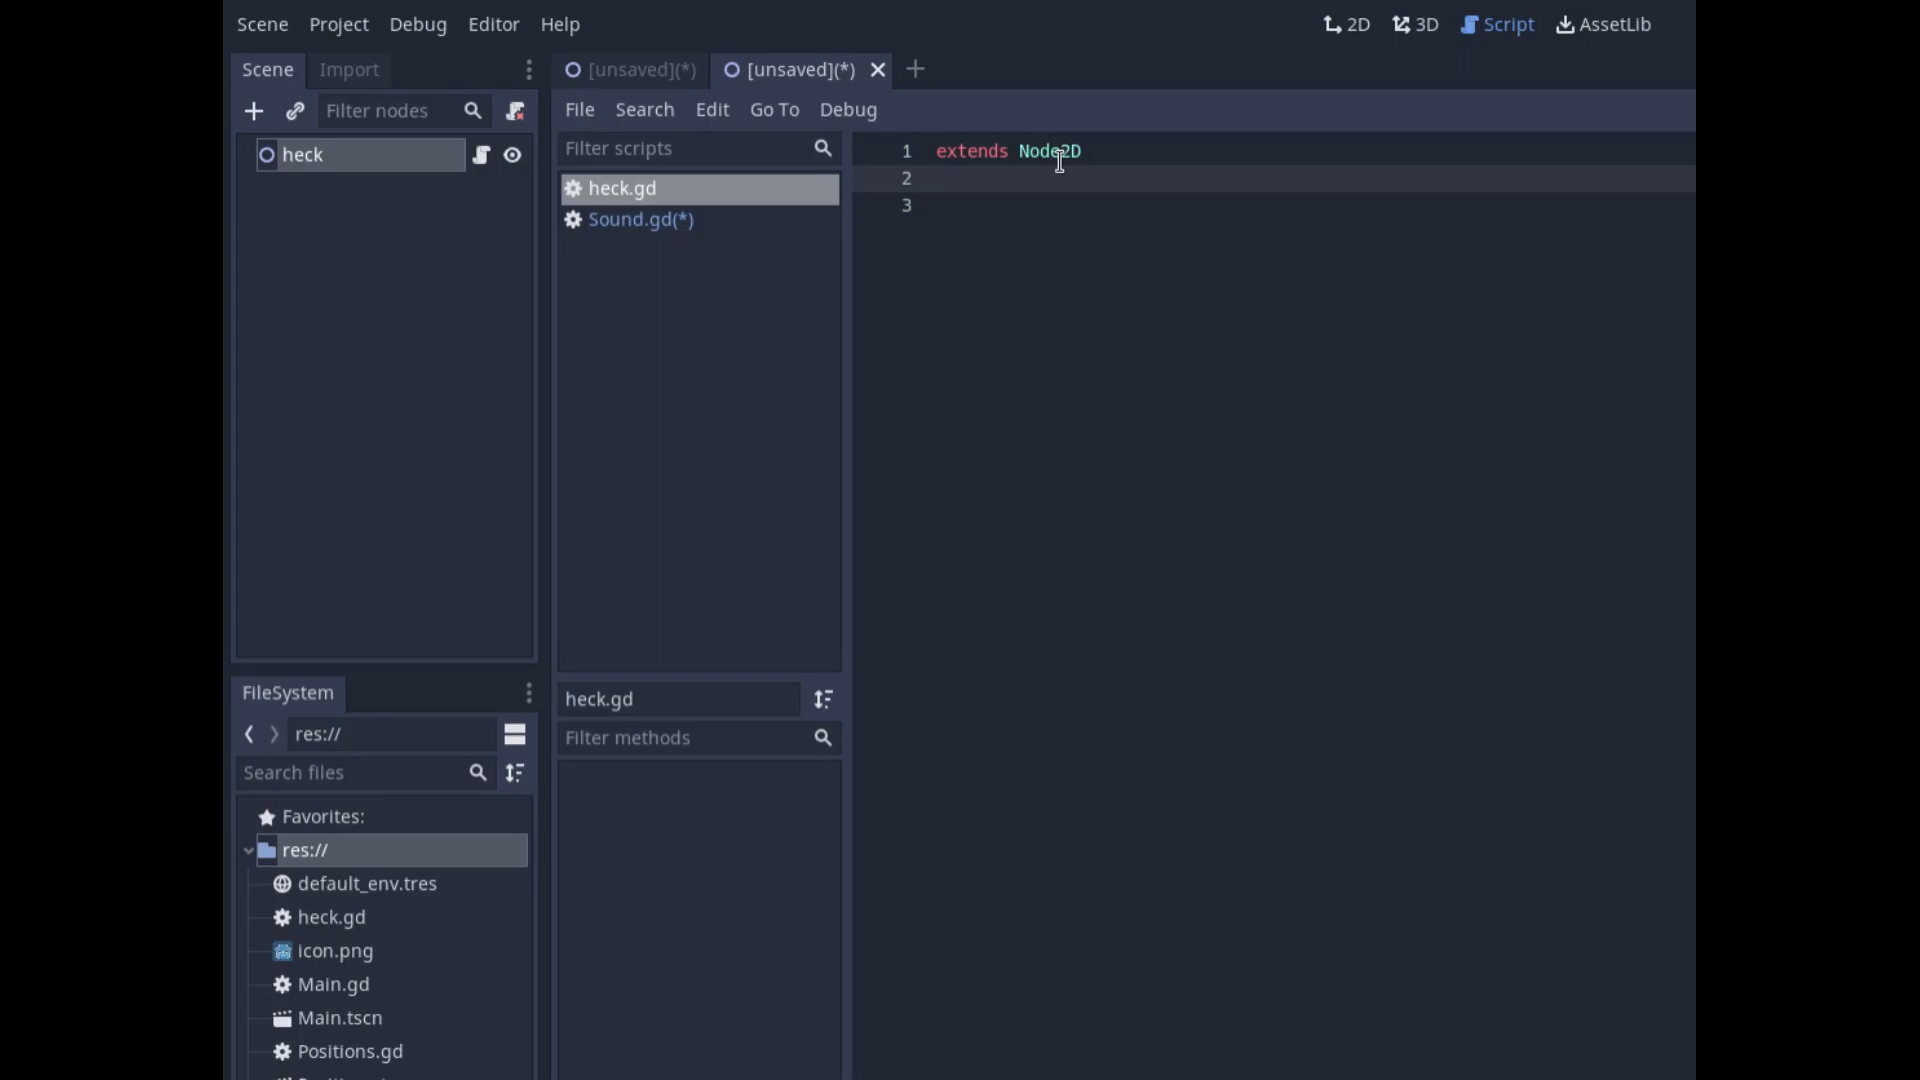 Scene Project Debug Editor Help 2D 3D Script AssetLib
Scene Import [unsaved](*) [unsaved](*)
Filter nodes File Search Edit Go To Debug
heck
Filter scripts
heck.gd
Sound.gd(*)
1 extends Node2D
2
3
heck.gd
Filter methods
FileSystem
res://
Search files
Favorites:
res://
default_env.tres
heck.gd
icon.png
Main.gd
Main.tscn
Positions.gd